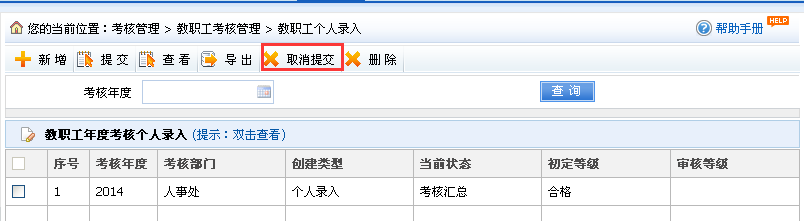 您的当前位置：考核管理 > 教职工考核管理 > 教职工个人录入 帮助手册 HELP
新 增 提 交 查 看 导 出 取消提交 删 除
考核年度 查 询
教职工年度考核个人录入 (提示：双击查看)
序号 考核年度 考核部门 创建类型 当前状态 初定等级 审核等级
1 2014 人事处 个人录入 考核汇总 合格